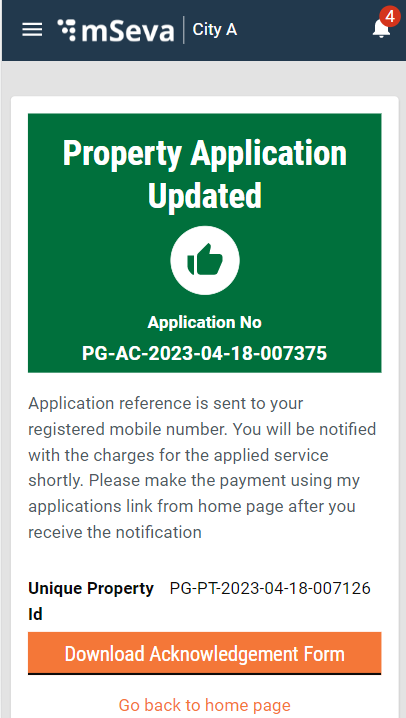 mSeva | City A
4
Property Application
Updated
Application No
PG-AC-2023-04-18-007375
Application reference is sent to your
registered mobile number. You will be notified
with the charges for the applied service
shortly. Please make the payment using my
applications link from home page after you
receive the notification
Unique Property PG-PT-2023-04-18-007126
Id
Download Acknowledgement Form
Go back to home page